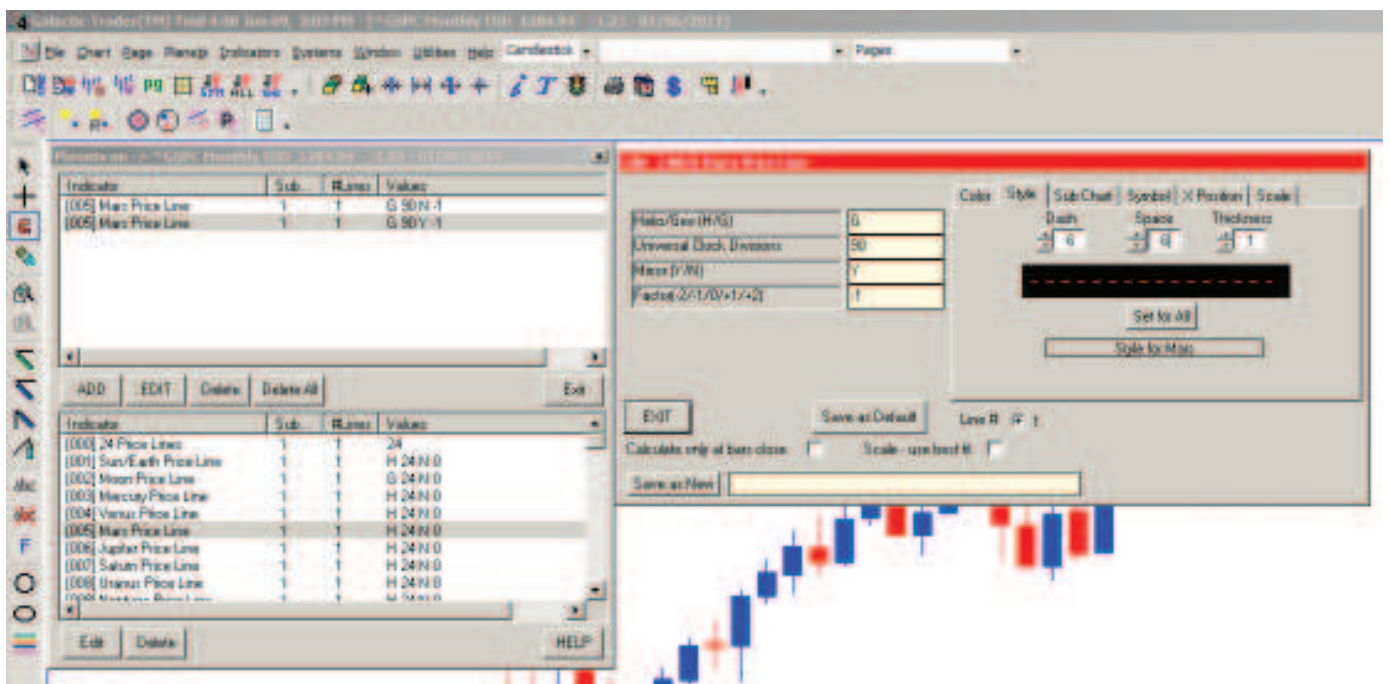 File Chart Page Planets Indicators Systems Window Utilities Help Candlestick Pages
SYM ALL
abc
abc
F
Indicator Sub... #Lines Values
[005] Mars Price Line 1 1 G 90 N -1
[005] Mars Price Line 1 1 G 90 Y -1
ADD EDIT Delete Delete All Exit
Indicator Sub... #Lines Values
[000] 24 Price Lines 1 1 24
[001] Sun/Earth Price Line 1 1 H 24 N 0
[002] Moon Price Line 1 1 G 24 N 0
[003] Mercury Price Line 1 1 H 24 N 0
[004] Venus Price Line 1 1 H 24 N 0
[005] Mars Price Line 1 1 H 24 N 0
[006] Jupiter Price Line 1 1 H 24 N 0
[007] Saturn Price Line 1 1 H 24 N 0
[008] Uranus Price Line 1 1 H 24 N 0
Edit Delete HELP
Color Style Sub Chart Symbol X Position Scale
Helio/Geo (H/G) G
Universal Clock Divisions 90
Mirror (Y/N) Y
Factor(-2/-1/0/+1/+2) -1
Dash Space Thickness
6 6 1
Set for All
Style for Mars
EXIT Save as Default Line # 1
Calculate only at bars close Scale - use best fit
Save as New